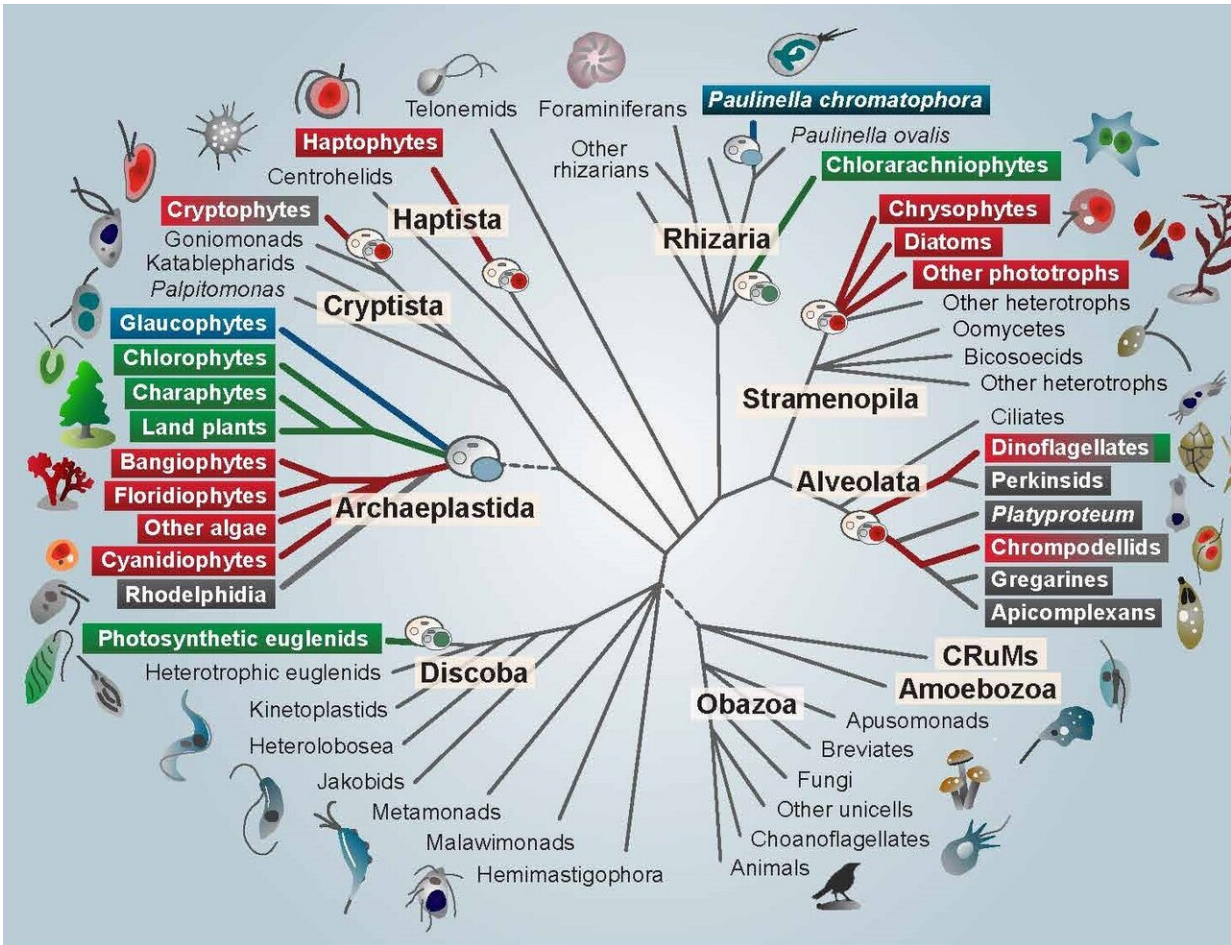 Telonemids
Foraminiferans
Paulinella chromatophora
Haptophytes
Other
rhizarians
Paulinella ovalis
Centrohelids
Chlorarachniophytes
Cryptophytes
Haptista
Rhizaria
Chrysophytes
Goniomonads
Diatoms
Katablepharids
Other phototrophs
Palpitomonas
Cryptista
Other heterotrophs
Glaucophytes
Oomycetes
Chlorophytes
Bicosoecids
Charaphytes
Stramenopila
Other heterotrophs
Land plants
Ciliates
Bangiophytes
Dinoflagellates
Floridiophytes
Archaeplastida
Alveolata
Perkinsids
Other algae
Platyproteum
Cyanidiophytes
Chrompodellids
Rhodelphidia
Gregarines
Apicomplexans
Photosynthetic euglenids
CRuMs
Heterotrophic euglenids
Discoba
Amoebozoa
Kinetoplastids
Obazoa
Apusomonads
Heterolobosea
Breviates
Jakobids
Fungi
Metamonads
Other unicells
Malawimonads
Choanoflagellates
Hemimastigophora
Animals